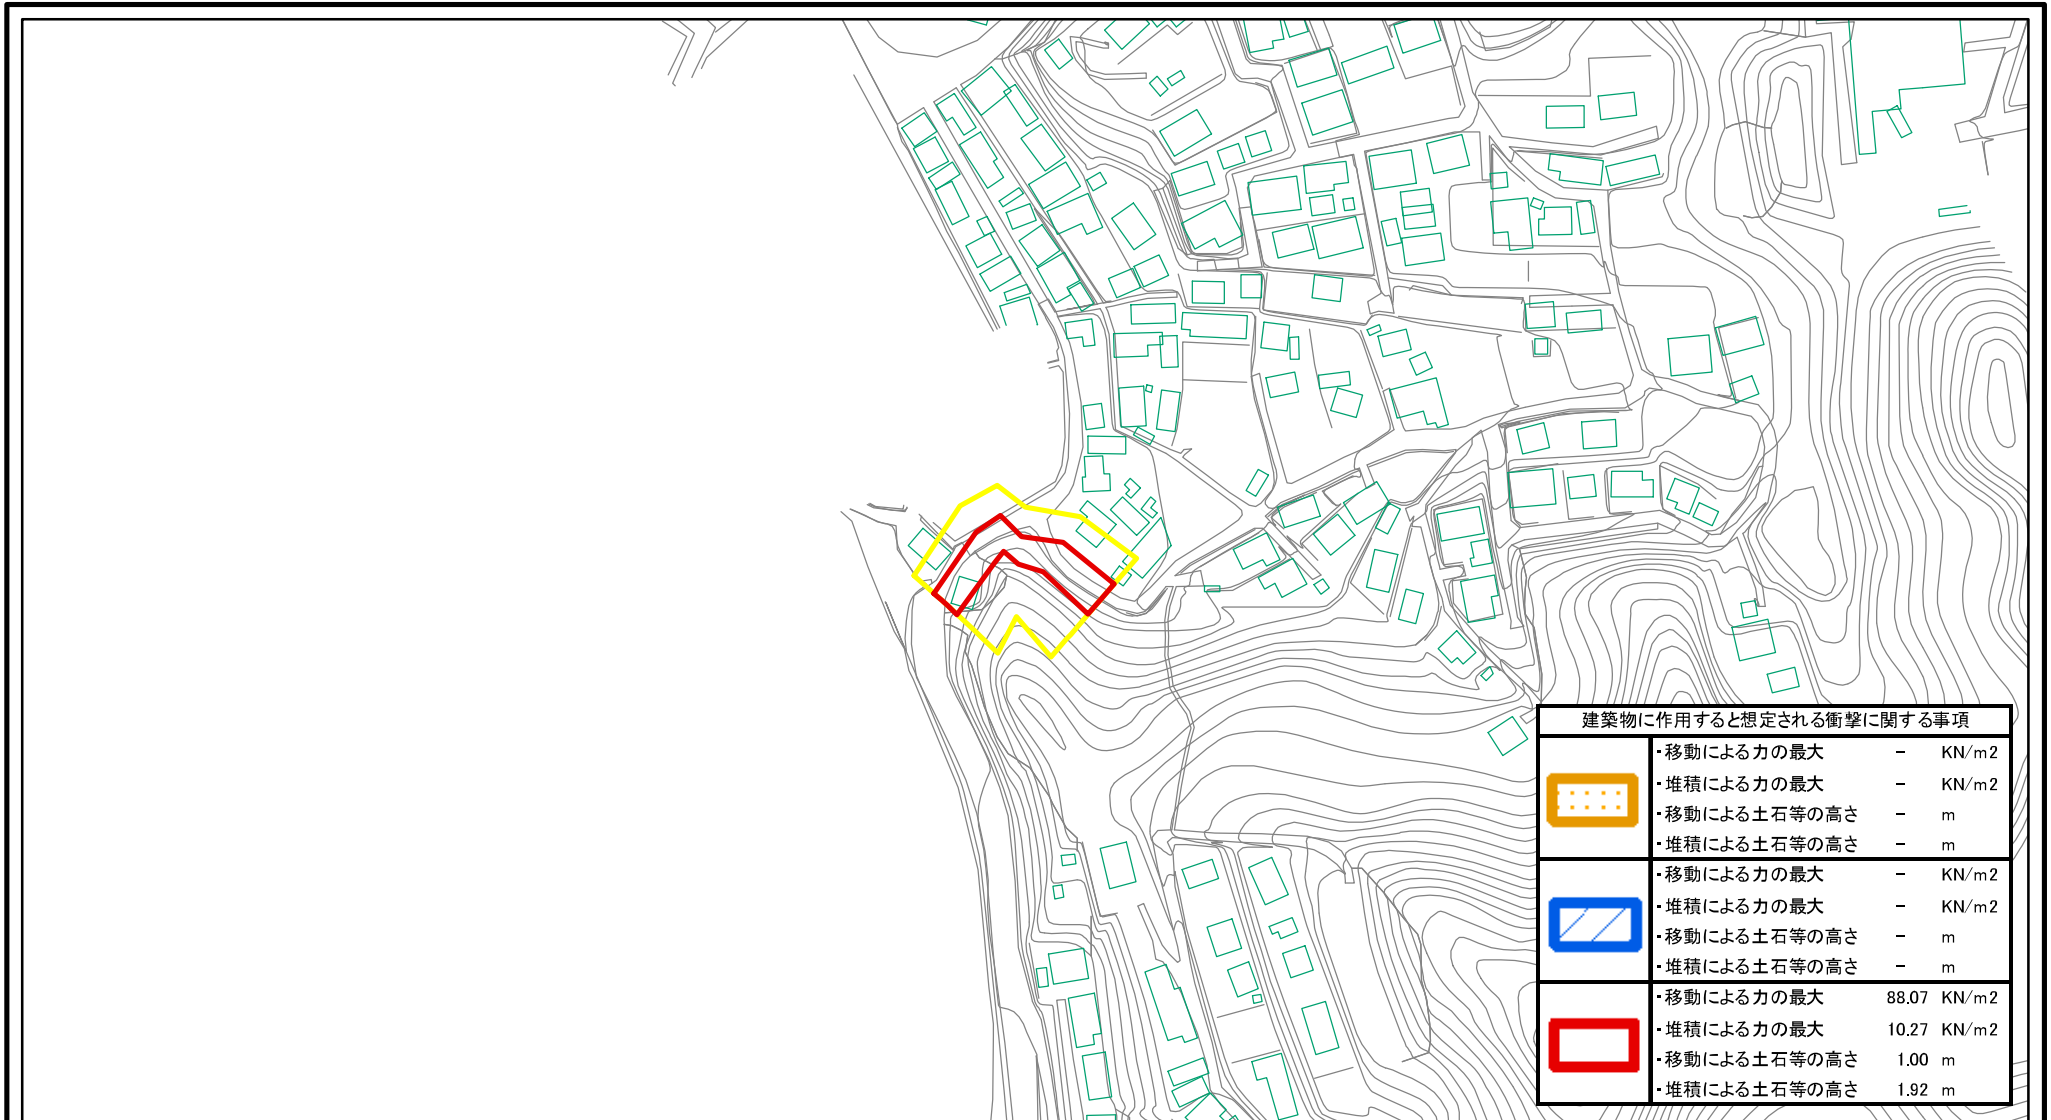 建築物に作用すると想定される衝撃に関する事項
・移動による力の最大 － KN/m2
・堆積による力の最大 － KN/m2
・移動による土石等の高さ － m
・堆積による土石等の高さ － m
・移動による力の最大 － KN/m2
・堆積による力の最大 － KN/m2
・移動による土石等の高さ － m
・堆積による土石等の高さ － m
・移動による力の最大 88.07 KN/m2
・堆積による力の最大 10.27 KN/m2
・移動による土石等の高さ 1.00 m
・堆積による土石等の高さ 1.92 m